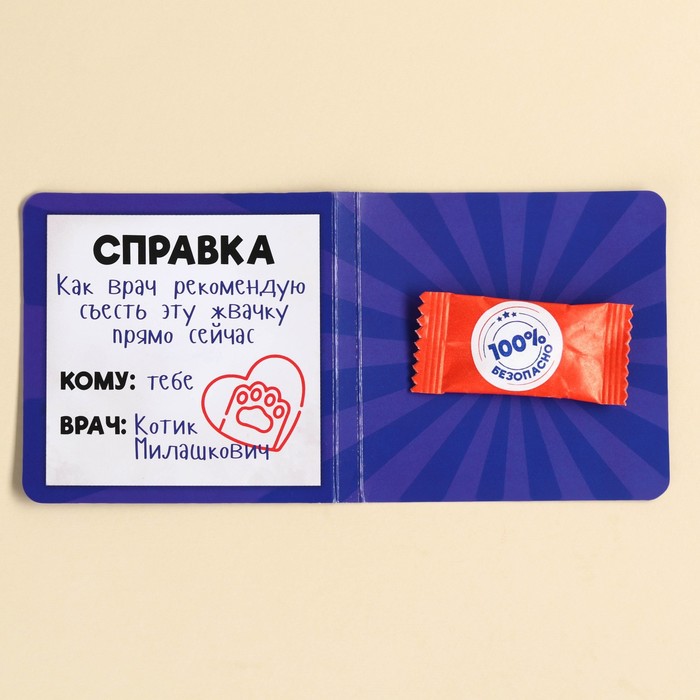 СПРАВКА
Как врач рекомендую
съесть эту жвачку
прямо сейчас
КОМУ: тебе
ВРАЧ: Котик
Милашкович
100%
БЕЗОПАСНО